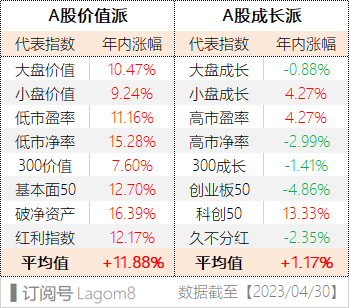 A股价值派 A股成长派
代表指数 年内涨幅 代表指数 年内涨幅
大盘价值 10.47% 大盘成长 -0.88%
小盘价值 9.24% 小盘成长 4.27%
低市盈率 11.16% 高市盈率 4.27%
低市净率 15.28% 高市净率 -2.99%
300价值 7.60% 300成长 -1.41%
基本面50 12.70% 创业板50 -4.86%
破净资产 16.39% 科创50 13.33%
红利指数 12.17% 久不分红 -2.35%
平均值 +11.88% 平均值 +1.17%
订阅号 Lagom8 数据截至【2023/04/30】